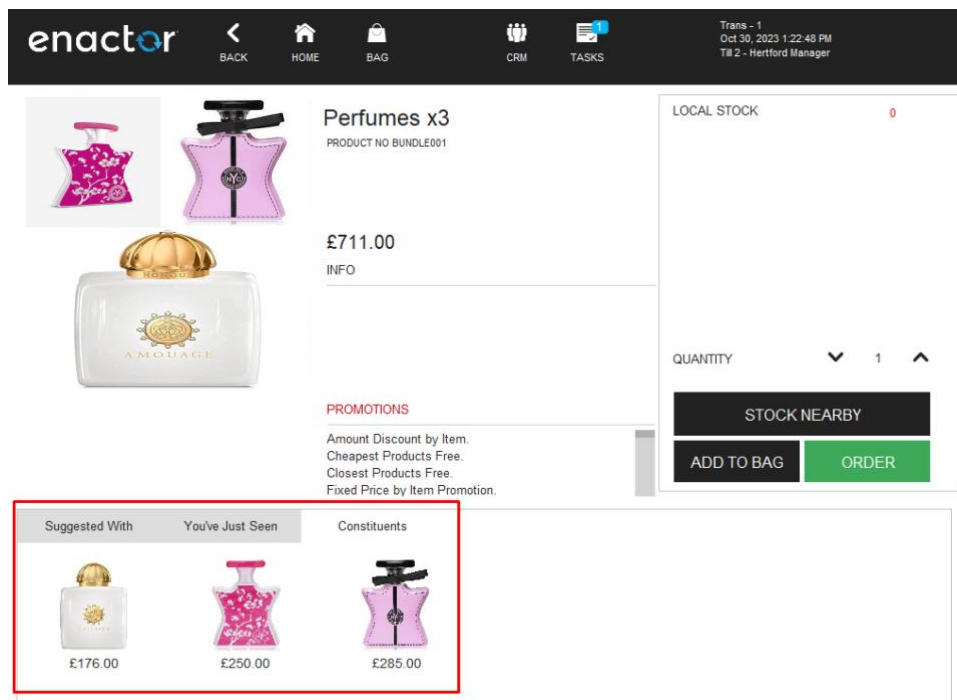 enactor
BACK
HOME
BAG
CRM
1
TASKS
Trans - 1
Oct 30, 2023 1:22:48 PM
Till 2 - Hertford Manager
Perfumes x3
PRODUCT NO BUNDLE001
£711.00
INFO
AMOUAGE
PROMOTIONS
Amount Discount by Item.
Cheapest Products Free.
Closest Products Free.
Fixed Price by Item Promotion.
LOCAL STOCK 0
QUANTITY 1
STOCK NEARBY
ADD TO BAG ORDER
Suggested With You've Just Seen Constituents
£176.00 £250.00 £285.00